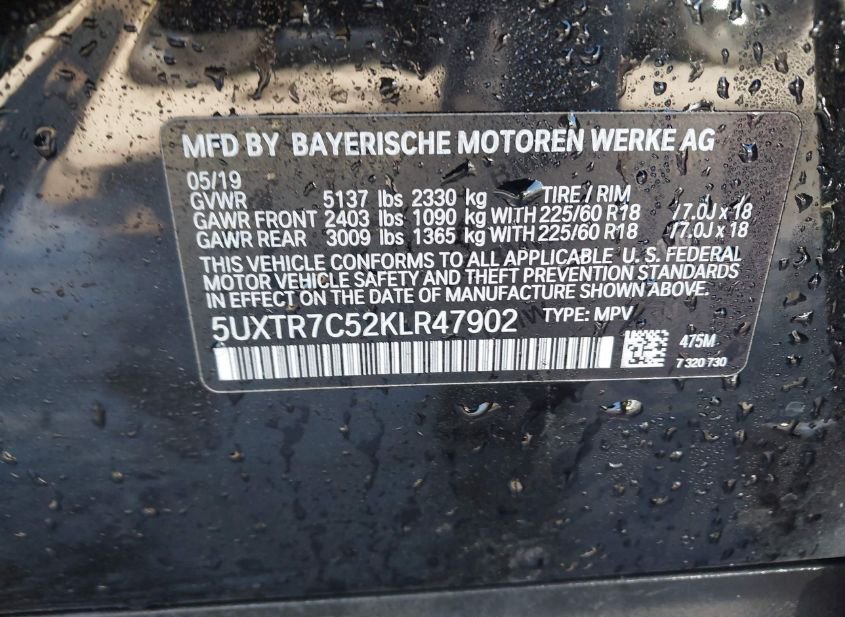 MFD BY BAYERISCHE MOTOREN WERKE AG
05/19
GVWR 5137 lbs 2330 kg TIRE / RIM
GAWR FRONT 2403 lbs 1090 kg WITH 225/60 R18 / 7.0J x 18
GAWR REAR 3009 lbs 1365 kg WITH 225/60 R18 / 7.0J x 18
THIS VEHICLE CONFORMS TO ALL APPLICABLE U. S. FEDERAL
MOTOR VEHICLE SAFETY AND THEFT PREVENTION STANDARDS
IN EFFECT ON THE DATE OF MANUFACTURE SHOWN ABOVE.
5UXTR7C52KLR47902 TYPE: MPV
475M
7 320 730